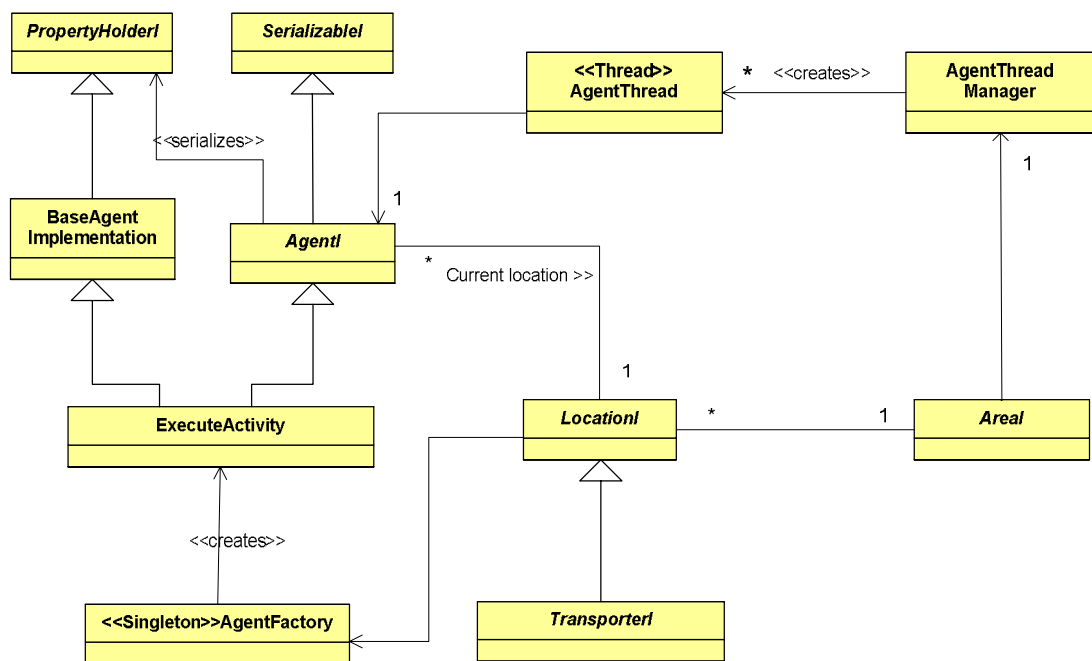 PropertyHolderI
SerializableI
<<Thread>>
AgentThread
*
<<creates>>
AgentThread
Manager
<<serializes>>
1
1
BaseAgent
Implementation
AgentI
*
Current location >>
1
ExecuteActivity
LocationI
*
1
AreaI
<<creates>>
<<Singleton>>AgentFactory
TransporterI